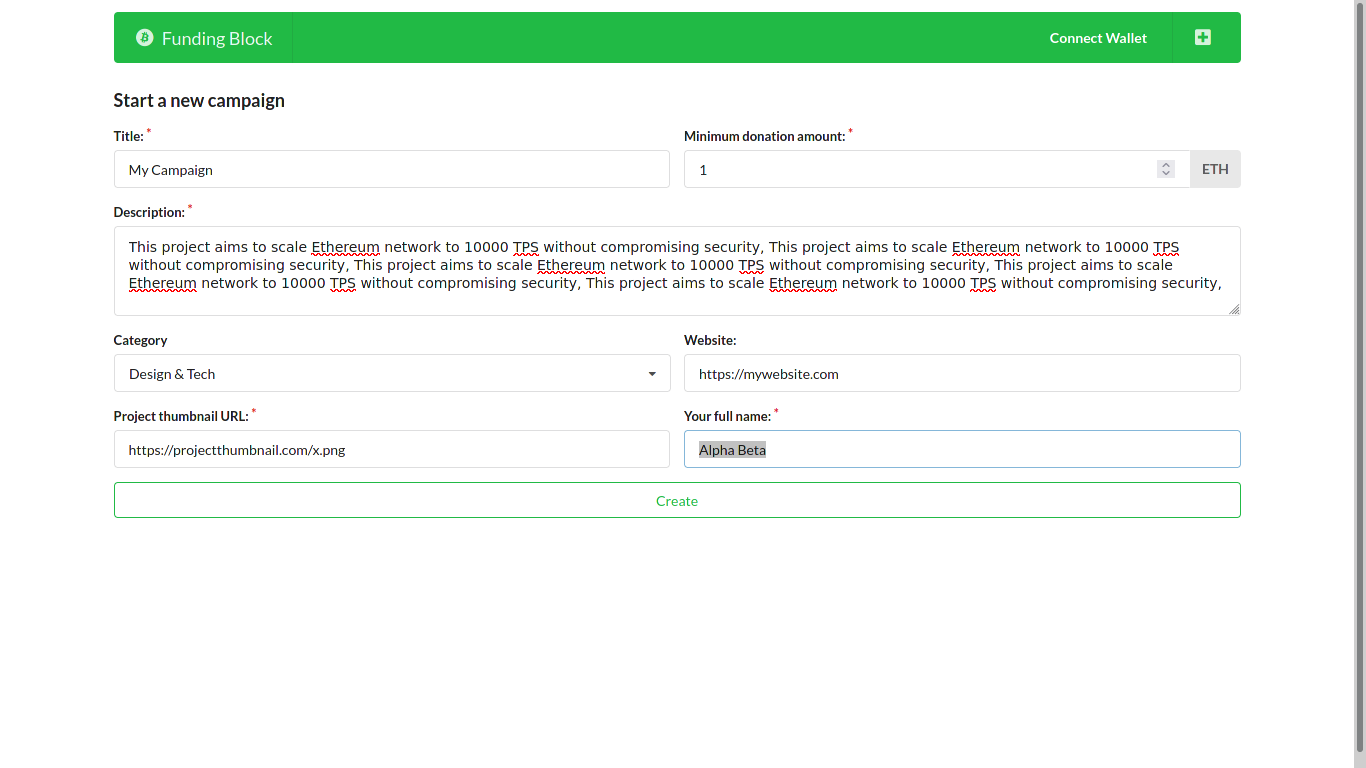 Funding Block
Connect Wallet
Start a new campaign
Title: *
Minimum donation amount: *
My Campaign
1
ETH
Description: *
This project aims to scale Ethereum network to 10000 TPS without compromising security, This project aims to scale Ethereum network to 10000 TPS
without compromising security, This project aims to scale Ethereum network to 10000 TPS without compromising security, This project aims to scale
Ethereum network to 10000 TPS without compromising security, This project aims to scale Ethereum network to 10000 TPS without compromising security,
Category
Website:
Design & Tech
https://mywebsite.com
Project thumbnail URL: *
Your full name: *
https://projectthumbnail.com/x.png
Alpha Beta
Create